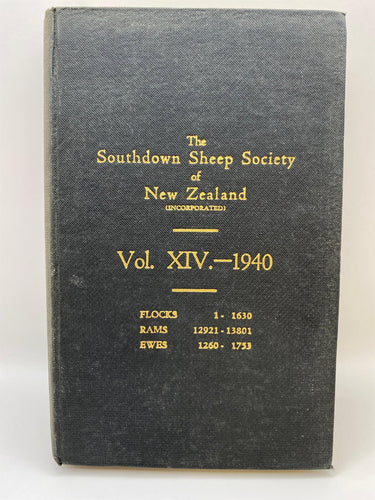 The
Southdown Sheep Society
of
New Zealand
(INCORPORATED)
Vol. XIV.—1940
FLOCKS 1 - 1630
RAMS 12921-13801
EWES 1260 - 1753